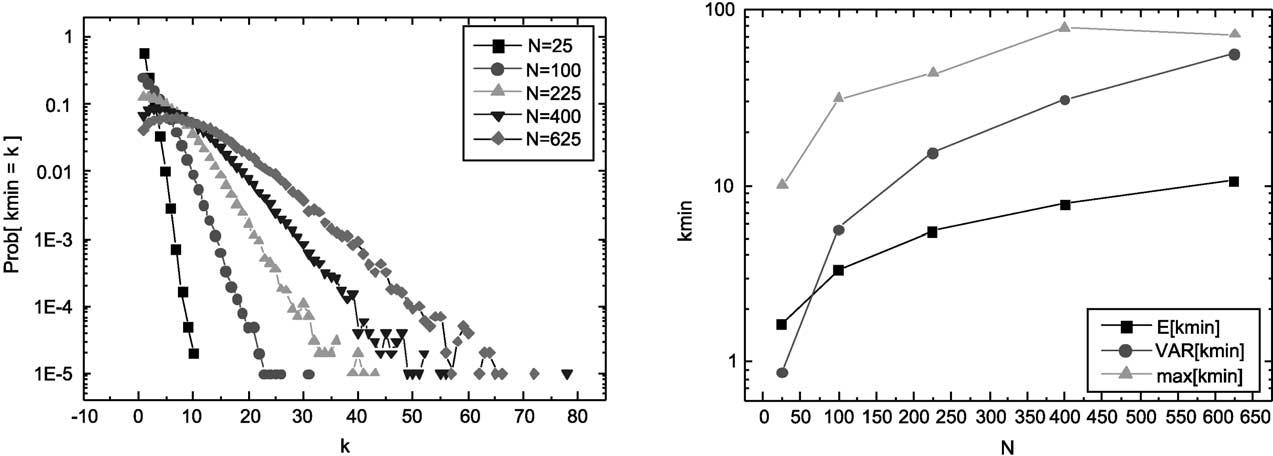 1
0.1
0.01
1E-3
1E-4
1E-5
Prob[ kmin = k ]
-10 0 10 20 30 40 50 60 70 80
k
N=25
N=100
N=225
N=400
N=625
100
10
1
kmin
0 50 100 150 200 250 300 350 400 450 500 550 600 650
N
E[kmin]
VAR[kmin]
max[kmin]